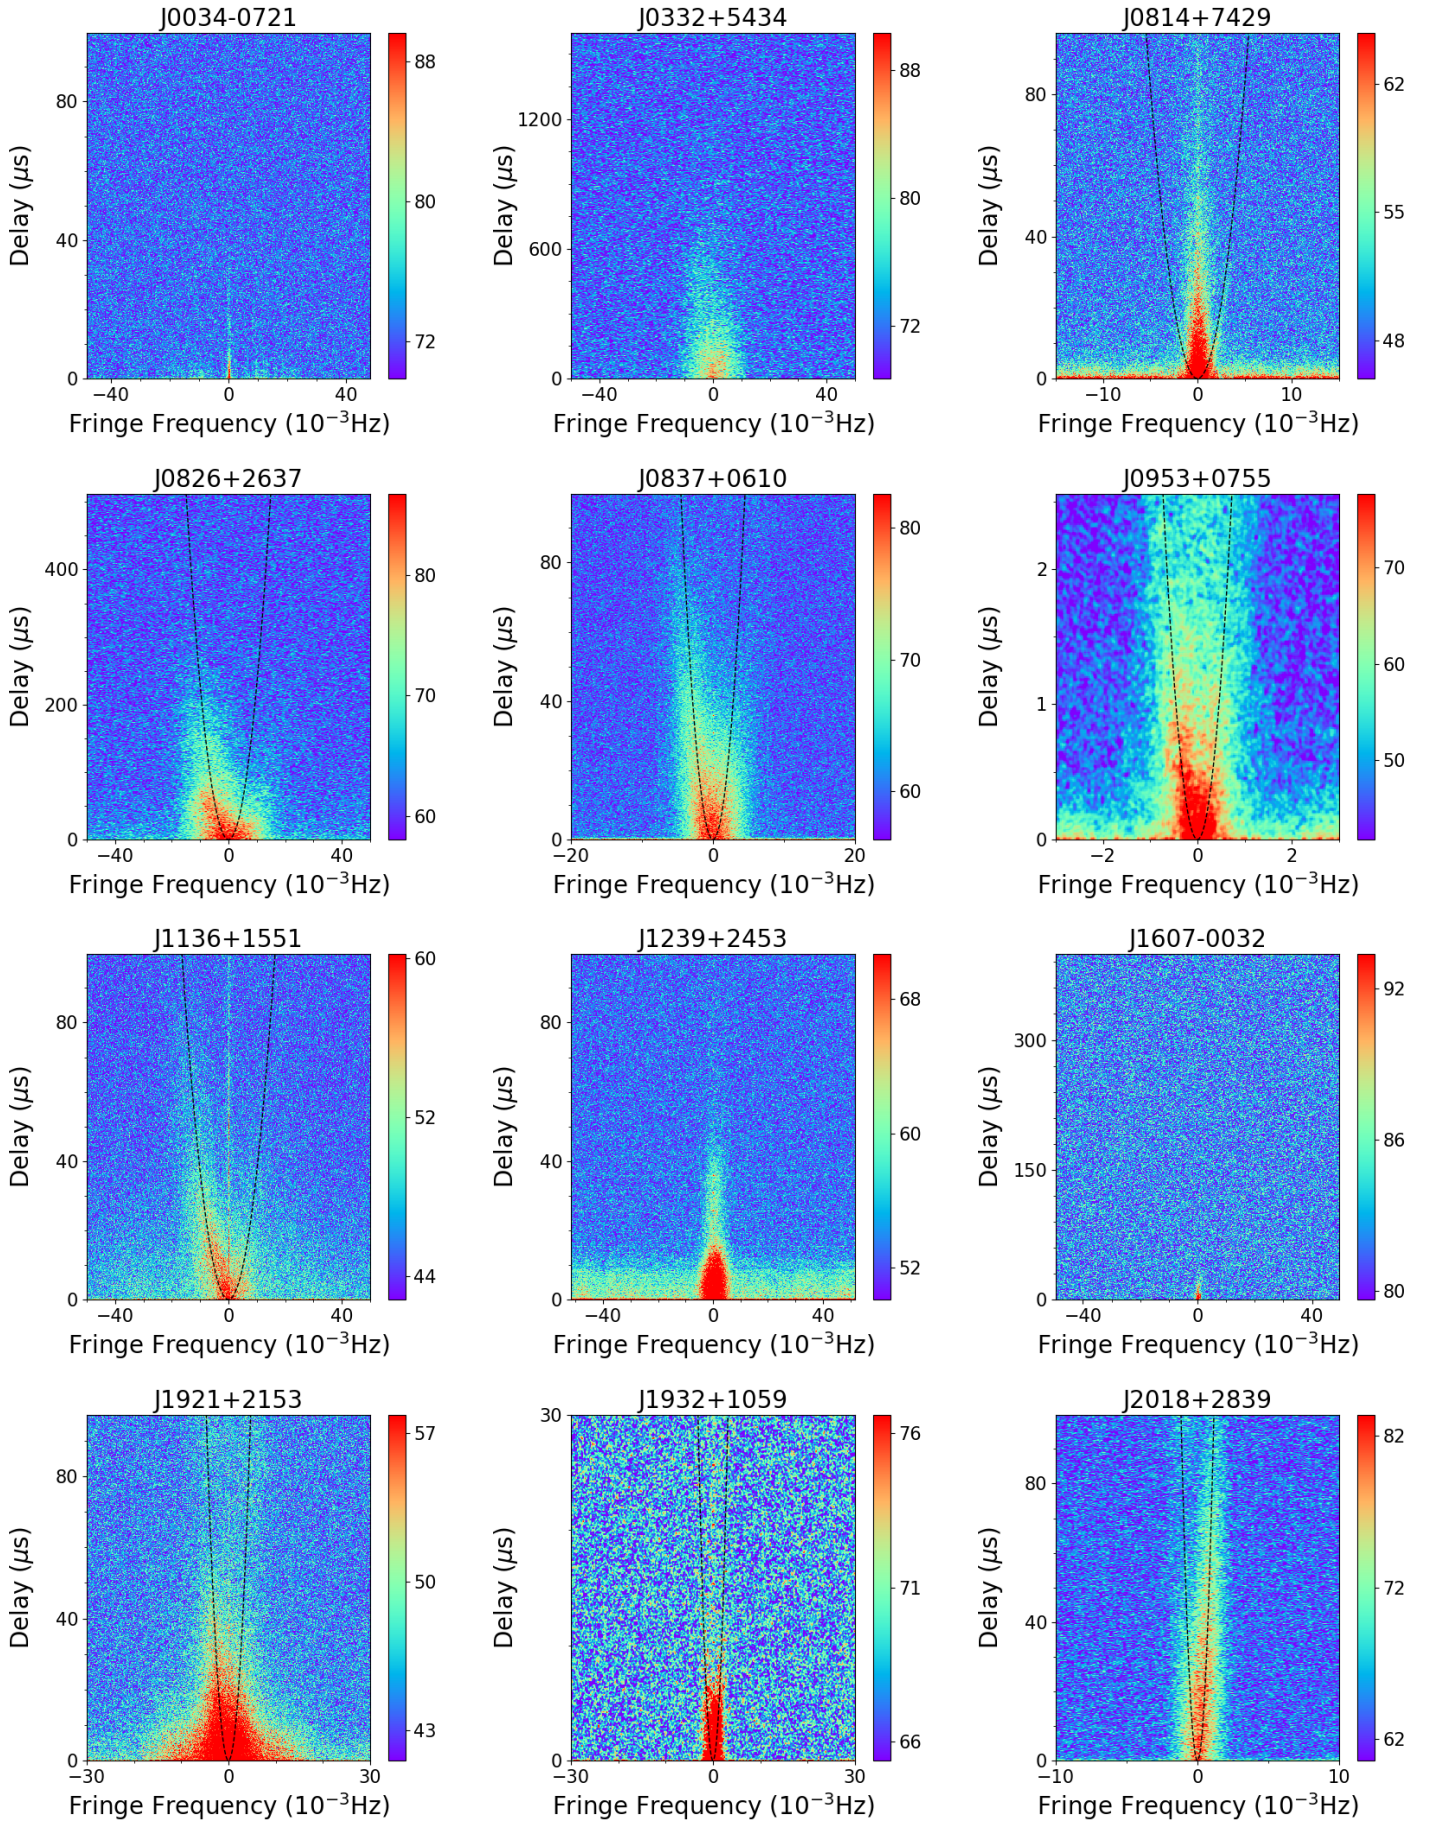 J0034-0721
J0332+5434
J0814+7429
Delay (μs)
80
40
0
−40
0
40
Fringe Frequency (10⁻³Hz)
88
80
72
Delay (μs)
1200
600
0
−40
0
40
Fringe Frequency (10⁻³Hz)
88
80
72
Delay (μs)
80
40
0
−10
0
10
Fringe Frequency (10⁻³Hz)
62
55
48
J0826+2637
J0837+0610
J0953+0755
Delay (μs)
400
200
0
−40
0
40
Fringe Frequency (10⁻³Hz)
80
70
60
Delay (μs)
80
40
0
−20
0
20
Fringe Frequency (10⁻³Hz)
80
70
60
Delay (μs)
2
1
0
−2
0
2
Fringe Frequency (10⁻³Hz)
70
60
50
J1136+1551
J1239+2453
J1607-0032
Delay (μs)
80
40
0
−40
0
40
Fringe Frequency (10⁻³Hz)
60
52
44
Delay (μs)
80
40
0
−40
0
40
Fringe Frequency (10⁻³Hz)
68
60
52
Delay (μs)
300
150
0
−40
0
40
Fringe Frequency (10⁻³Hz)
92
86
80
J1921+2153
J1932+1059
J2018+2839
Delay (μs)
80
40
0
−30
0
30
Fringe Frequency (10⁻³Hz)
57
50
43
Delay (μs)
30
0
−30
0
30
Fringe Frequency (10⁻³Hz)
76
71
66
Delay (μs)
80
40
0
−10
0
10
Fringe Frequency (10⁻³Hz)
82
72
62